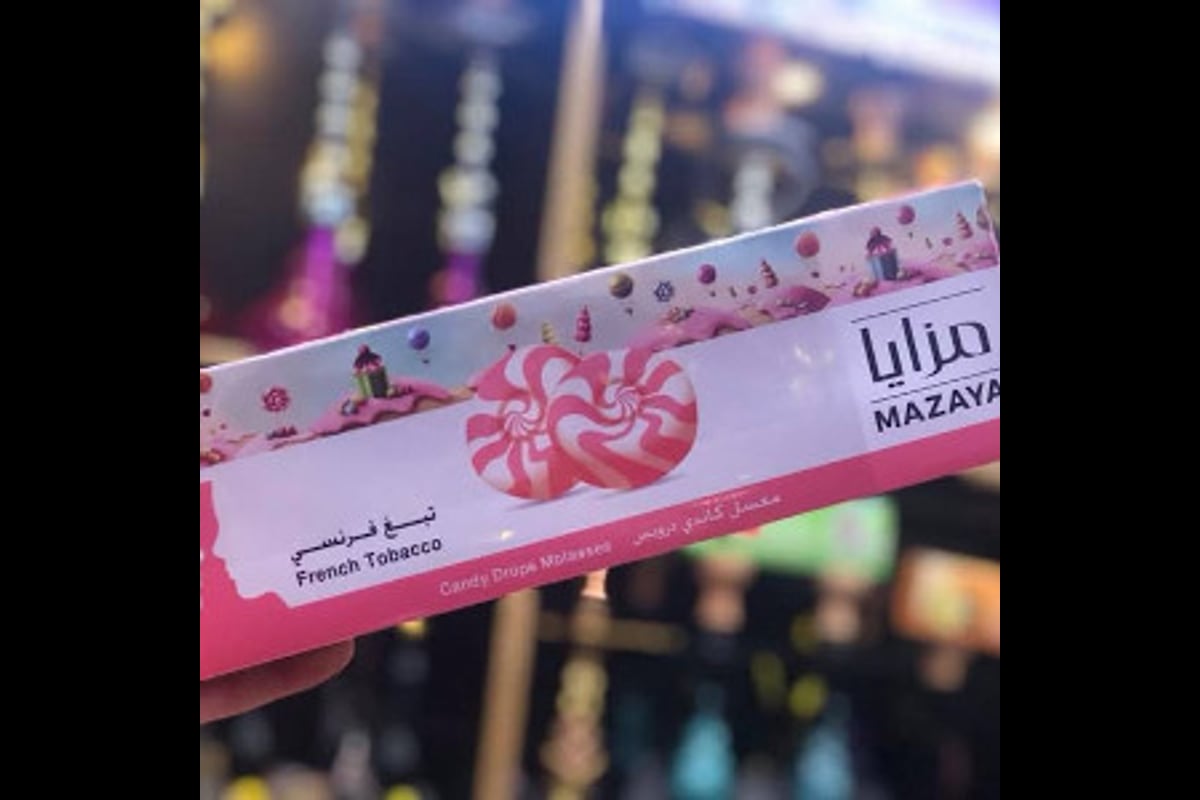 مزايا
MAZAYA
تبغ فرنسي
French Tobacco
Candy Drops Molasses معسل كاندي دروبس